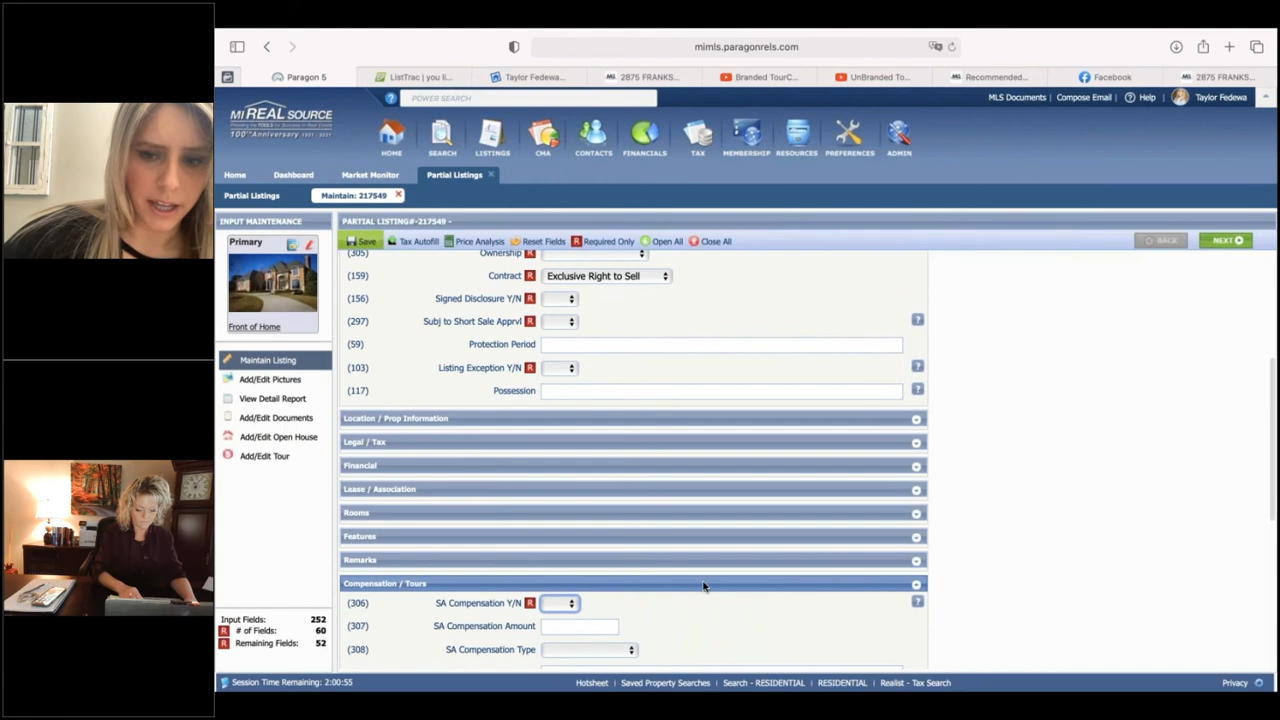 mimls.paragonrels.com
Paragon 5
ListTrac | you li...
Taylor Fedewa...
2875 FRANKS...
Branded TourC...
UnBranded To...
Recommended...
Facebook
2875 FRANKS...
MI REAL SOURCE
100th Anniversary
POWER SEARCH
MLS Documents
Compose Email
Help
Taylor Fedewa
HOME
SEARCH
LISTINGS
CMA
CONTACTS
FINANCIALS
TAX
MEMBERSHIP
RESOURCES
PREFERENCES
ADMIN
Home
Dashboard
Market Monitor
Partial Listings
Partial Listings
Maintain: 217549
INPUT MAINTENANCE
PARTIAL LISTING#-217549 -
Primary
Save
Tax Autofill
Price Analysis
Reset Fields
R Required Only
Open All
Close All
BACK
NEXT
Front of Home
Maintain Listing
Add/Edit Pictures
View Detail Report
Add/Edit Documents
Add/Edit Open House
Add/Edit Tour
(305) Ownership R
(159) Contract R Exclusive Right to Sell
(156) Signed Disclosure Y/N R
(297) Subj to Short Sale Apprvl R
(59) Protection Period
(103) Listing Exception Y/N R
(117) Possession
Location / Prop Information
Legal / Tax
Financial
Lease / Association
Rooms
Features
Remarks
Compensation / Tours
(306) SA Compensation Y/N R
(307) SA Compensation Amount
(308) SA Compensation Type
Input Fields: 252
R # of Fields: 60
R Remaining Fields: 52
Session Time Remaining: 2:00:55
Hotsheet
Saved Property Searches
Search - RESIDENTIAL
RESIDENTIAL
Realist - Tax Search
Privacy